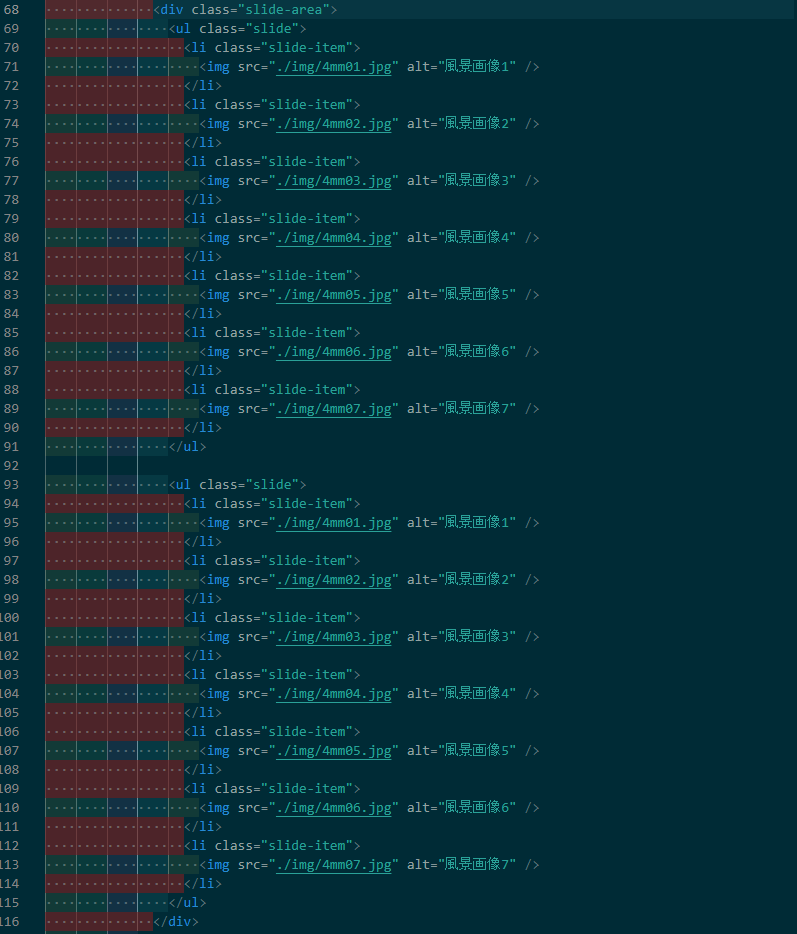 68 <div class="slide-area">
69 <ul class="slide">
70 <li class="slide-item">
71 <img src="./img/4mm01.jpg" alt="風景画像1" />
72 </li>
73 <li class="slide-item">
74 <img src="./img/4mm02.jpg" alt="風景画像2" />
75 </li>
76 <li class="slide-item">
77 <img src="./img/4mm03.jpg" alt="風景画像3" />
78 </li>
79 <li class="slide-item">
80 <img src="./img/4mm04.jpg" alt="風景画像4" />
81 </li>
82 <li class="slide-item">
83 <img src="./img/4mm05.jpg" alt="風景画像5" />
84 </li>
85 <li class="slide-item">
86 <img src="./img/4mm06.jpg" alt="風景画像6" />
87 </li>
88 <li class="slide-item">
89 <img src="./img/4mm07.jpg" alt="風景画像7" />
90 </li>
91 </ul>
92
93 <ul class="slide">
94 <li class="slide-item">
95 <img src="./img/4mm01.jpg" alt="風景画像1" />
96 </li>
97 <li class="slide-item">
98 <img src="./img/4mm02.jpg" alt="風景画像2" />
99 </li>
100 <li class="slide-item">
101 <img src="./img/4mm03.jpg" alt="風景画像3" />
102 </li>
103 <li class="slide-item">
104 <img src="./img/4mm04.jpg" alt="風景画像4" />
105 </li>
106 <li class="slide-item">
107 <img src="./img/4mm05.jpg" alt="風景画像5" />
108 </li>
109 <li class="slide-item">
110 <img src="./img/4mm06.jpg" alt="風景画像6" />
111 </li>
112 <li class="slide-item">
113 <img src="./img/4mm07.jpg" alt="風景画像7" />
114 </li>
115 </ul>
116 </div>